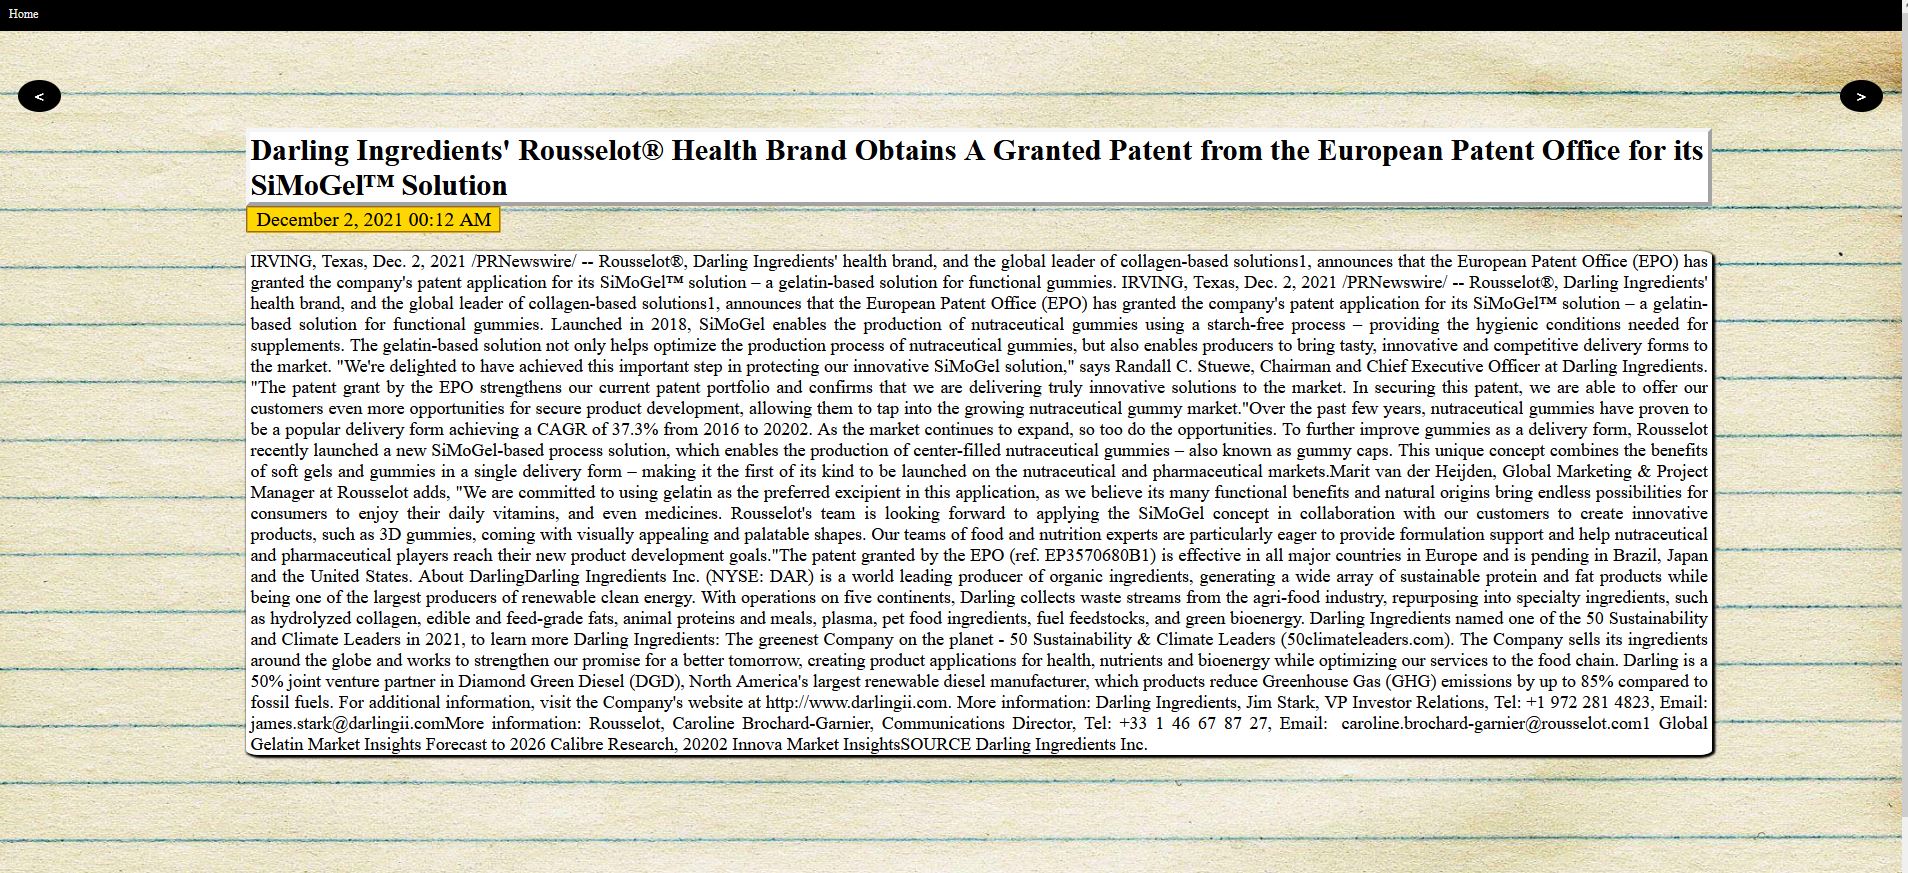 Home
<
>
Darling Ingredients' Rousselot® Health Brand Obtains A Granted Patent from the European Patent Office for its
SiMoGel™ Solution
December 2, 2021 00:12 AM
IRVING, Texas, Dec. 2, 2021 /PRNewswire/ -- Rousselot®, Darling Ingredients' health brand, and the global leader of collagen-based solutions1, announces that the European Patent Office (EPO) has
granted the company's patent application for its SiMoGel™ solution – a gelatin-based solution for functional gummies. IRVING, Texas, Dec. 2, 2021 /PRNewswire/ -- Rousselot®, Darling Ingredients'
health brand, and the global leader of collagen-based solutions1, announces that the European Patent Office (EPO) has granted the company's patent application for its SiMoGel™ solution – a gelatin-
based solution for functional gummies. Launched in 2018, SiMoGel enables the production of nutraceutical gummies using a starch-free process – providing the hygienic conditions needed for
supplements. The gelatin-based solution not only helps optimize the production process of nutraceutical gummies, but also enables producers to bring tasty, innovative and competitive delivery forms to
the market. "We're delighted to have achieved this important step in protecting our innovative SiMoGel solution," says Randall C. Stuewe, Chairman and Chief Executive Officer at Darling Ingredients.
"The patent grant by the EPO strengthens our current patent portfolio and confirms that we are delivering truly innovative solutions to the market. In securing this patent, we are able to offer our
customers even more opportunities for secure product development, allowing them to tap into the growing nutraceutical gummy market."Over the past few years, nutraceutical gummies have proven to
be a popular delivery form achieving a CAGR of 37.3% from 2016 to 20202. As the market continues to expand, so too do the opportunities. To further improve gummies as a delivery form, Rousselot
recently launched a new SiMoGel-based process solution, which enables the production of center-filled nutraceutical gummies – also known as gummy caps. This unique concept combines the benefits
of soft gels and gummies in a single delivery form – making it the first of its kind to be launched on the nutraceutical and pharmaceutical markets.Marit van der Heijden, Global Marketing & Project
Manager at Rousselot adds, "We are committed to using gelatin as the preferred excipient in this application, as we believe its many functional benefits and natural origins bring endless possibilities for
consumers to enjoy their daily vitamins, and even medicines. Rousselot's team is looking forward to applying the SiMoGel concept in collaboration with our customers to create innovative
products, such as 3D gummies, coming with visually appealing and palatable shapes. Our teams of food and nutrition experts are particularly eager to provide formulation support and help nutraceutical
and pharmaceutical players reach their new product development goals."The patent granted by the EPO (ref. EP3570680B1) is effective in all major countries in Europe and is pending in Brazil, Japan
and the United States. About DarlingDarling Ingredients Inc. (NYSE: DAR) is a world leading producer of organic ingredients, generating a wide array of sustainable protein and fat products while
being one of the largest producers of renewable clean energy. With operations on five continents, Darling collects waste streams from the agri-food industry, repurposing into specialty ingredients, such
as hydrolyzed collagen, edible and feed-grade fats, animal proteins and meals, plasma, pet food ingredients, fuel feedstocks, and green bioenergy. Darling Ingredients named one of the 50 Sustainability
and Climate Leaders in 2021, to learn more Darling Ingredients: The greenest Company on the planet - 50 Sustainability & Climate Leaders (50climateleaders.com). The Company sells its ingredients
around the globe and works to strengthen our promise for a better tomorrow, creating product applications for health, nutrients and bioenergy while optimizing our services to the food chain. Darling is a
50% joint venture partner in Diamond Green Diesel (DGD), North America's largest renewable diesel manufacturer, which products reduce Greenhouse Gas (GHG) emissions by up to 85% compared to
fossil fuels. For additional information, visit the Company's website at http://www.darlingii.com. More information: Darling Ingredients, Jim Stark, VP Investor Relations, Tel: +1 972 281 4823, Email:
james.stark@darlingii.comMore information: Rousselot, Caroline Brochard-Garnier, Communications Director, Tel: +33 1 46 67 87 27, Email: caroline.brochard-garnier@rousselot.com1 Global
Gelatin Market Insights Forecast to 2026 Calibre Research, 20202 Innova Market InsightsSOURCE Darling Ingredients Inc.